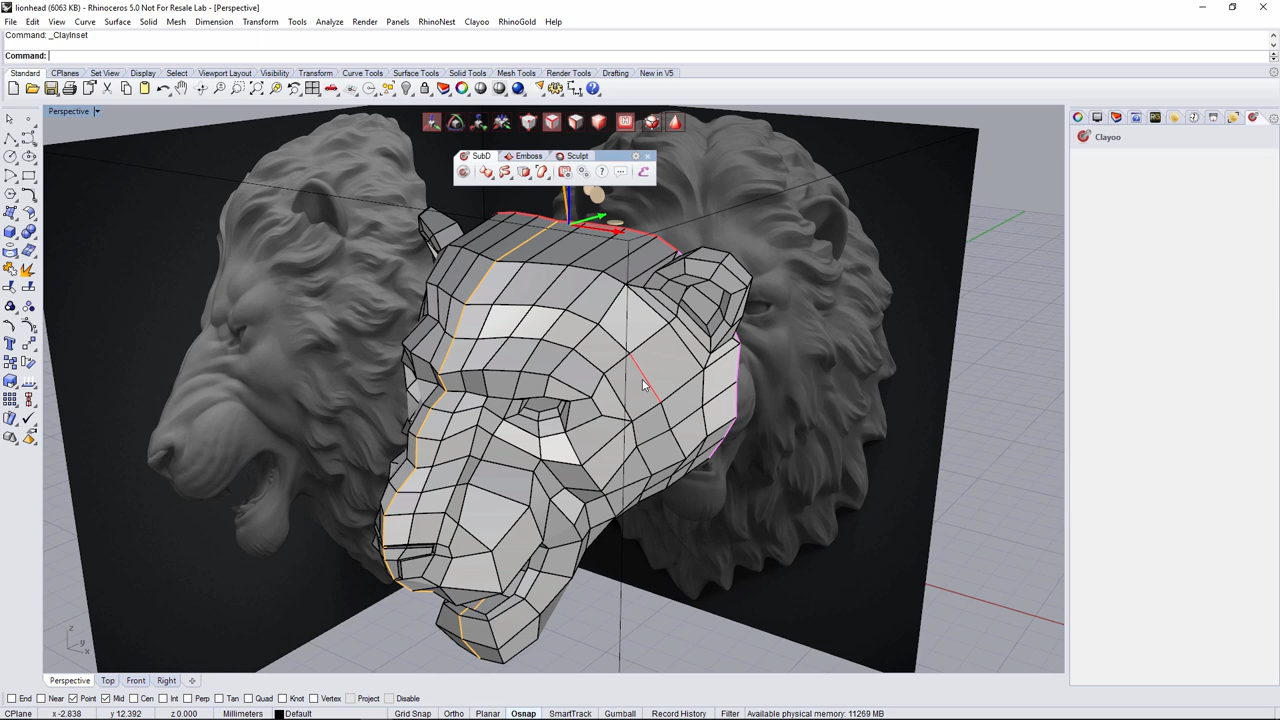 lionhead (6063 KB) - Rhinoceros 5.0 Not For Resale Lab - [Perspective]
File Edit View Curve Surface Solid Mesh Dimension Transform Tools Analyze Render Panels RhinoNest Clayoo RhinoGold Help
Command: _ClayInset
Command:
Standard CPlanes Set View Display Select Viewport Layout Visibility Transform Curve Tools Surface Tools Solid Tools Mesh Tools Render Tools Drafting New in V5
Perspective
Clayoo
SubD Emboss Sculpt
z
y
x
Perspective Top Front Right
End Near Point Mid Cen Int Perp Tan Quad Knot Vertex Project Disable
CPlane x -2.838 y 12.392 z 0.000 Millimeters Default Grid Snap Ortho Planar Osnap SmartTrack Gumball Record History Filter Available physical memory: 11269 MB